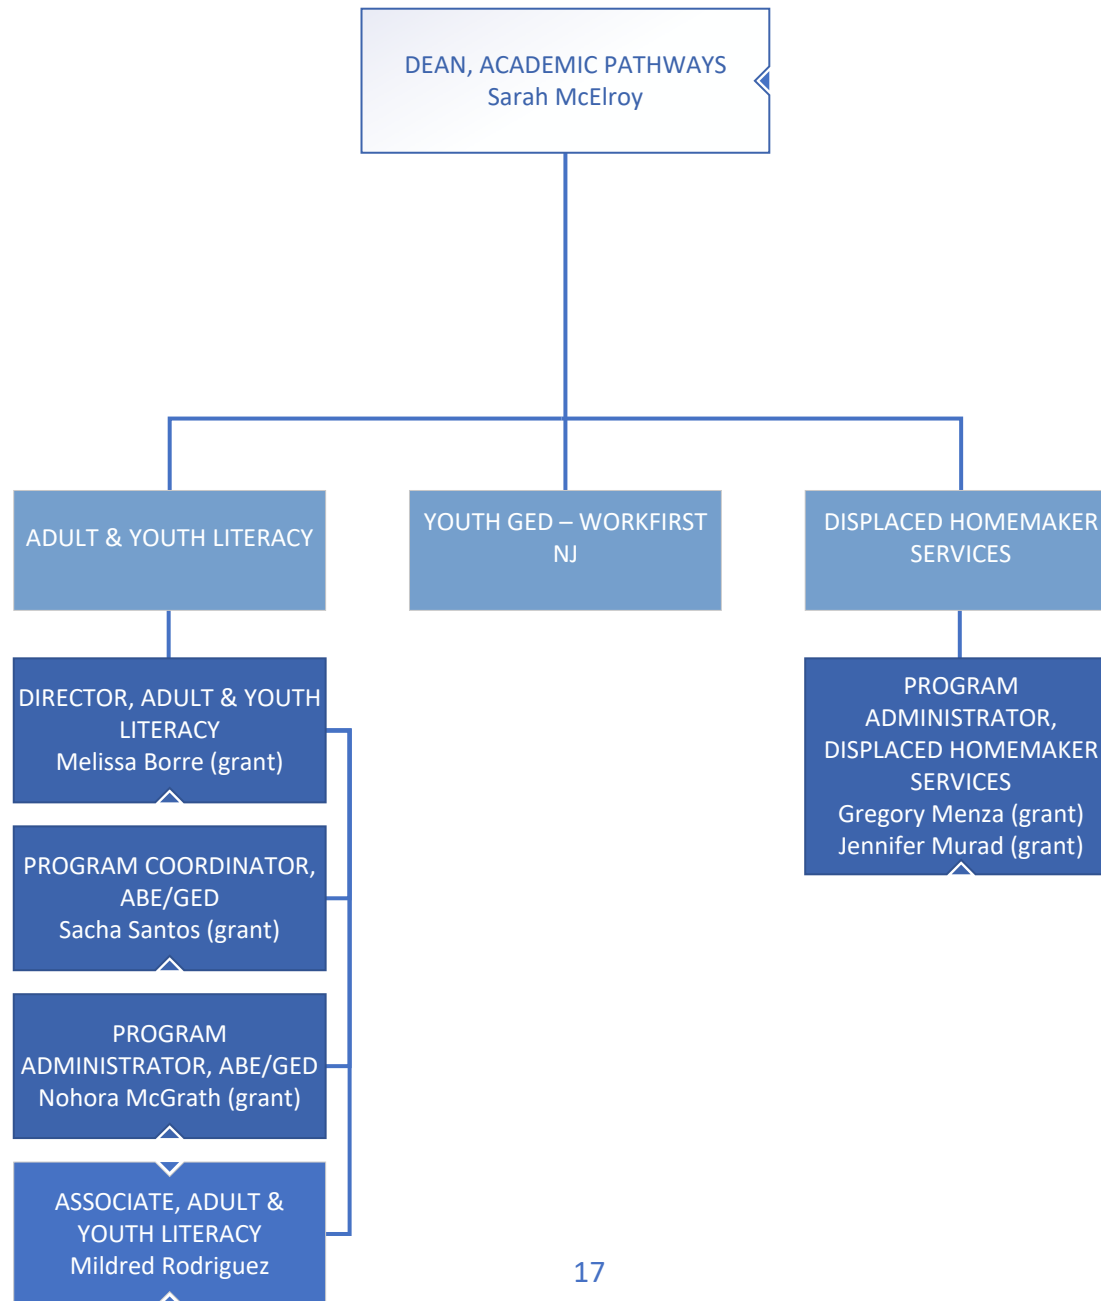 DEAN, ACADEMIC PATHWAYS
Sarah McElroy
ADULT & YOUTH LITERACY
YOUTH GED – WORKFIRST
NJ
DISPLACED HOMEMAKER
SERVICES
DIRECTOR, ADULT & YOUTH
LITERACY
Melissa Borre (grant)
PROGRAM COORDINATOR,
ABE/GED
Sacha Santos (grant)
PROGRAM
ADMINISTRATOR, ABE/GED
Nohora McGrath (grant)
ASSOCIATE, ADULT &
YOUTH LITERACY
Mildred Rodriguez
PROGRAM
ADMINISTRATOR,
DISPLACED HOMEMAKER
SERVICES
Gregory Menza (grant)
Jennifer Murad (grant)
17